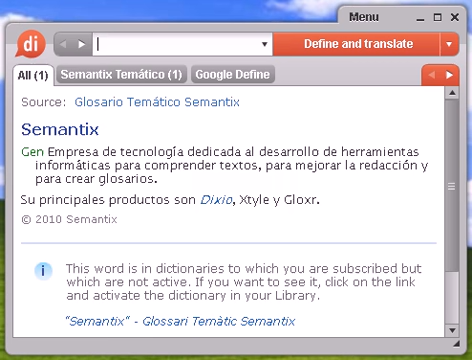 Menu
di
Define and translate
All (1)
Semantix Temático (1)
Google Define
Source: Glosario Temático Semantix
Semantix
Gen Empresa de tecnología dedicada al desarrollo de herramientas
informáticas para comprender textos, para mejorar la redacción y
para crear glosarios.
Su principales productos son Dixio, Xtyle y Gloxr.
© 2010 Semantix
i
This word is in dictionaries to which you are subscribed but
which are not active. If you want to see it, click on the link
and activate the dictionary in your Library.
"Semantix" - Glossari Temàtic Semantix